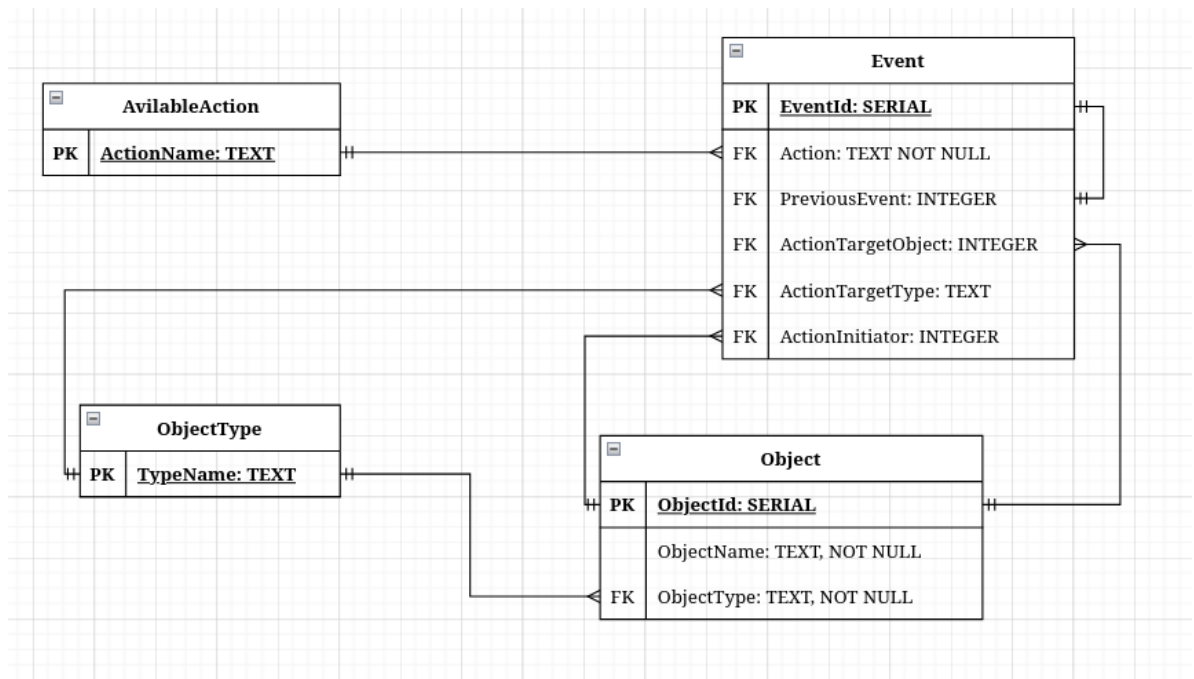 AvilableAction
PK ActionName: TEXT
Event
PK EventId: SERIAL
FK Action: TEXT NOT NULL
FK PreviousEvent: INTEGER
FK ActionTargetObject: INTEGER
FK ActionTargetType: TEXT
FK ActionInitiator: INTEGER
ObjectType
PK TypeName: TEXT
Object
PK ObjectId: SERIAL
ObjectName: TEXT, NOT NULL
FK ObjectType: TEXT, NOT NULL